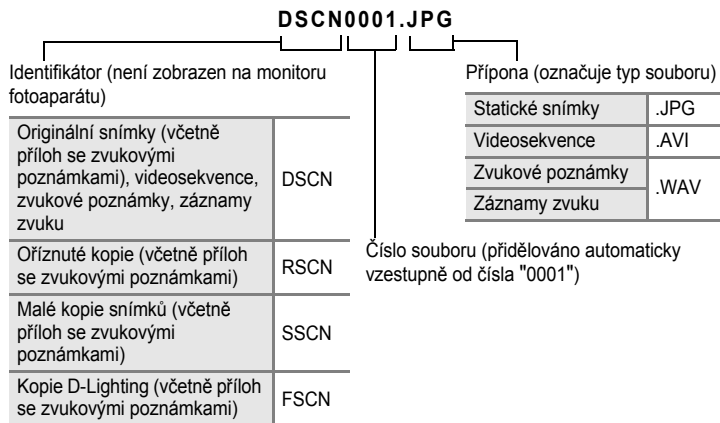 DSCN0001.JPG
Identifikátor (není zobrazen na monitoru
fotoaparátu)
Originální snímky (včetně
příloh se zvukovými
poznámkami), videosekvence,
zvukové poznámky, záznamy
zvuku
DSCN
Oříznuté kopie (včetně příloh
se zvukovými poznámkami)
RSCN
Malé kopie snímků (včetně
příloh se zvukovými
poznámkami)
SSCN
Kopie D-Lighting (včetně příloh
se zvukovými poznámkami)
FSCN
Přípona (označuje typ souboru)
Statické snímky .JPG
Videosekvence .AVI
Zvukové poznámky
Záznamy zvuku
.WAV
Číslo souboru (přidělováno automaticky
vzestupně od čísla "0001")